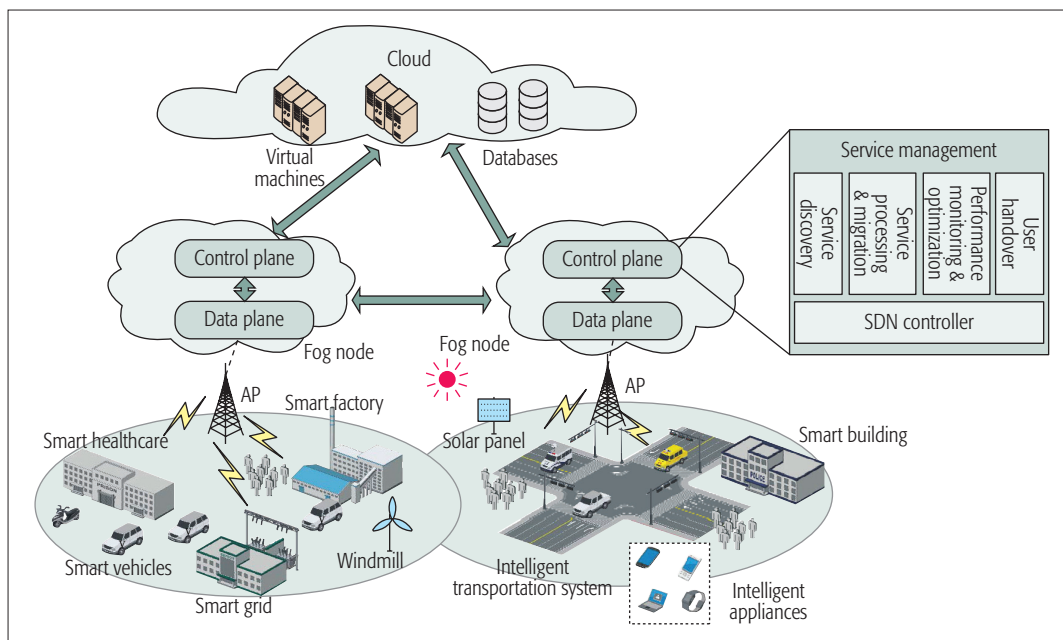 Cloud
Virtual
machines
Databases
Service management
Service
discovery
Service
processing
& migration
Performance
monitoring &
optimization
User
handover
SDN controller
Control plane
Data plane
Fog node
Control plane
Data plane
Fog node
AP
Smart healthcare
Smart factory
Smart vehicles
Smart grid
Windmill
AP
Solar panel
Smart building
POLICE
Intelligent
transportation system
Intelligent
appliances